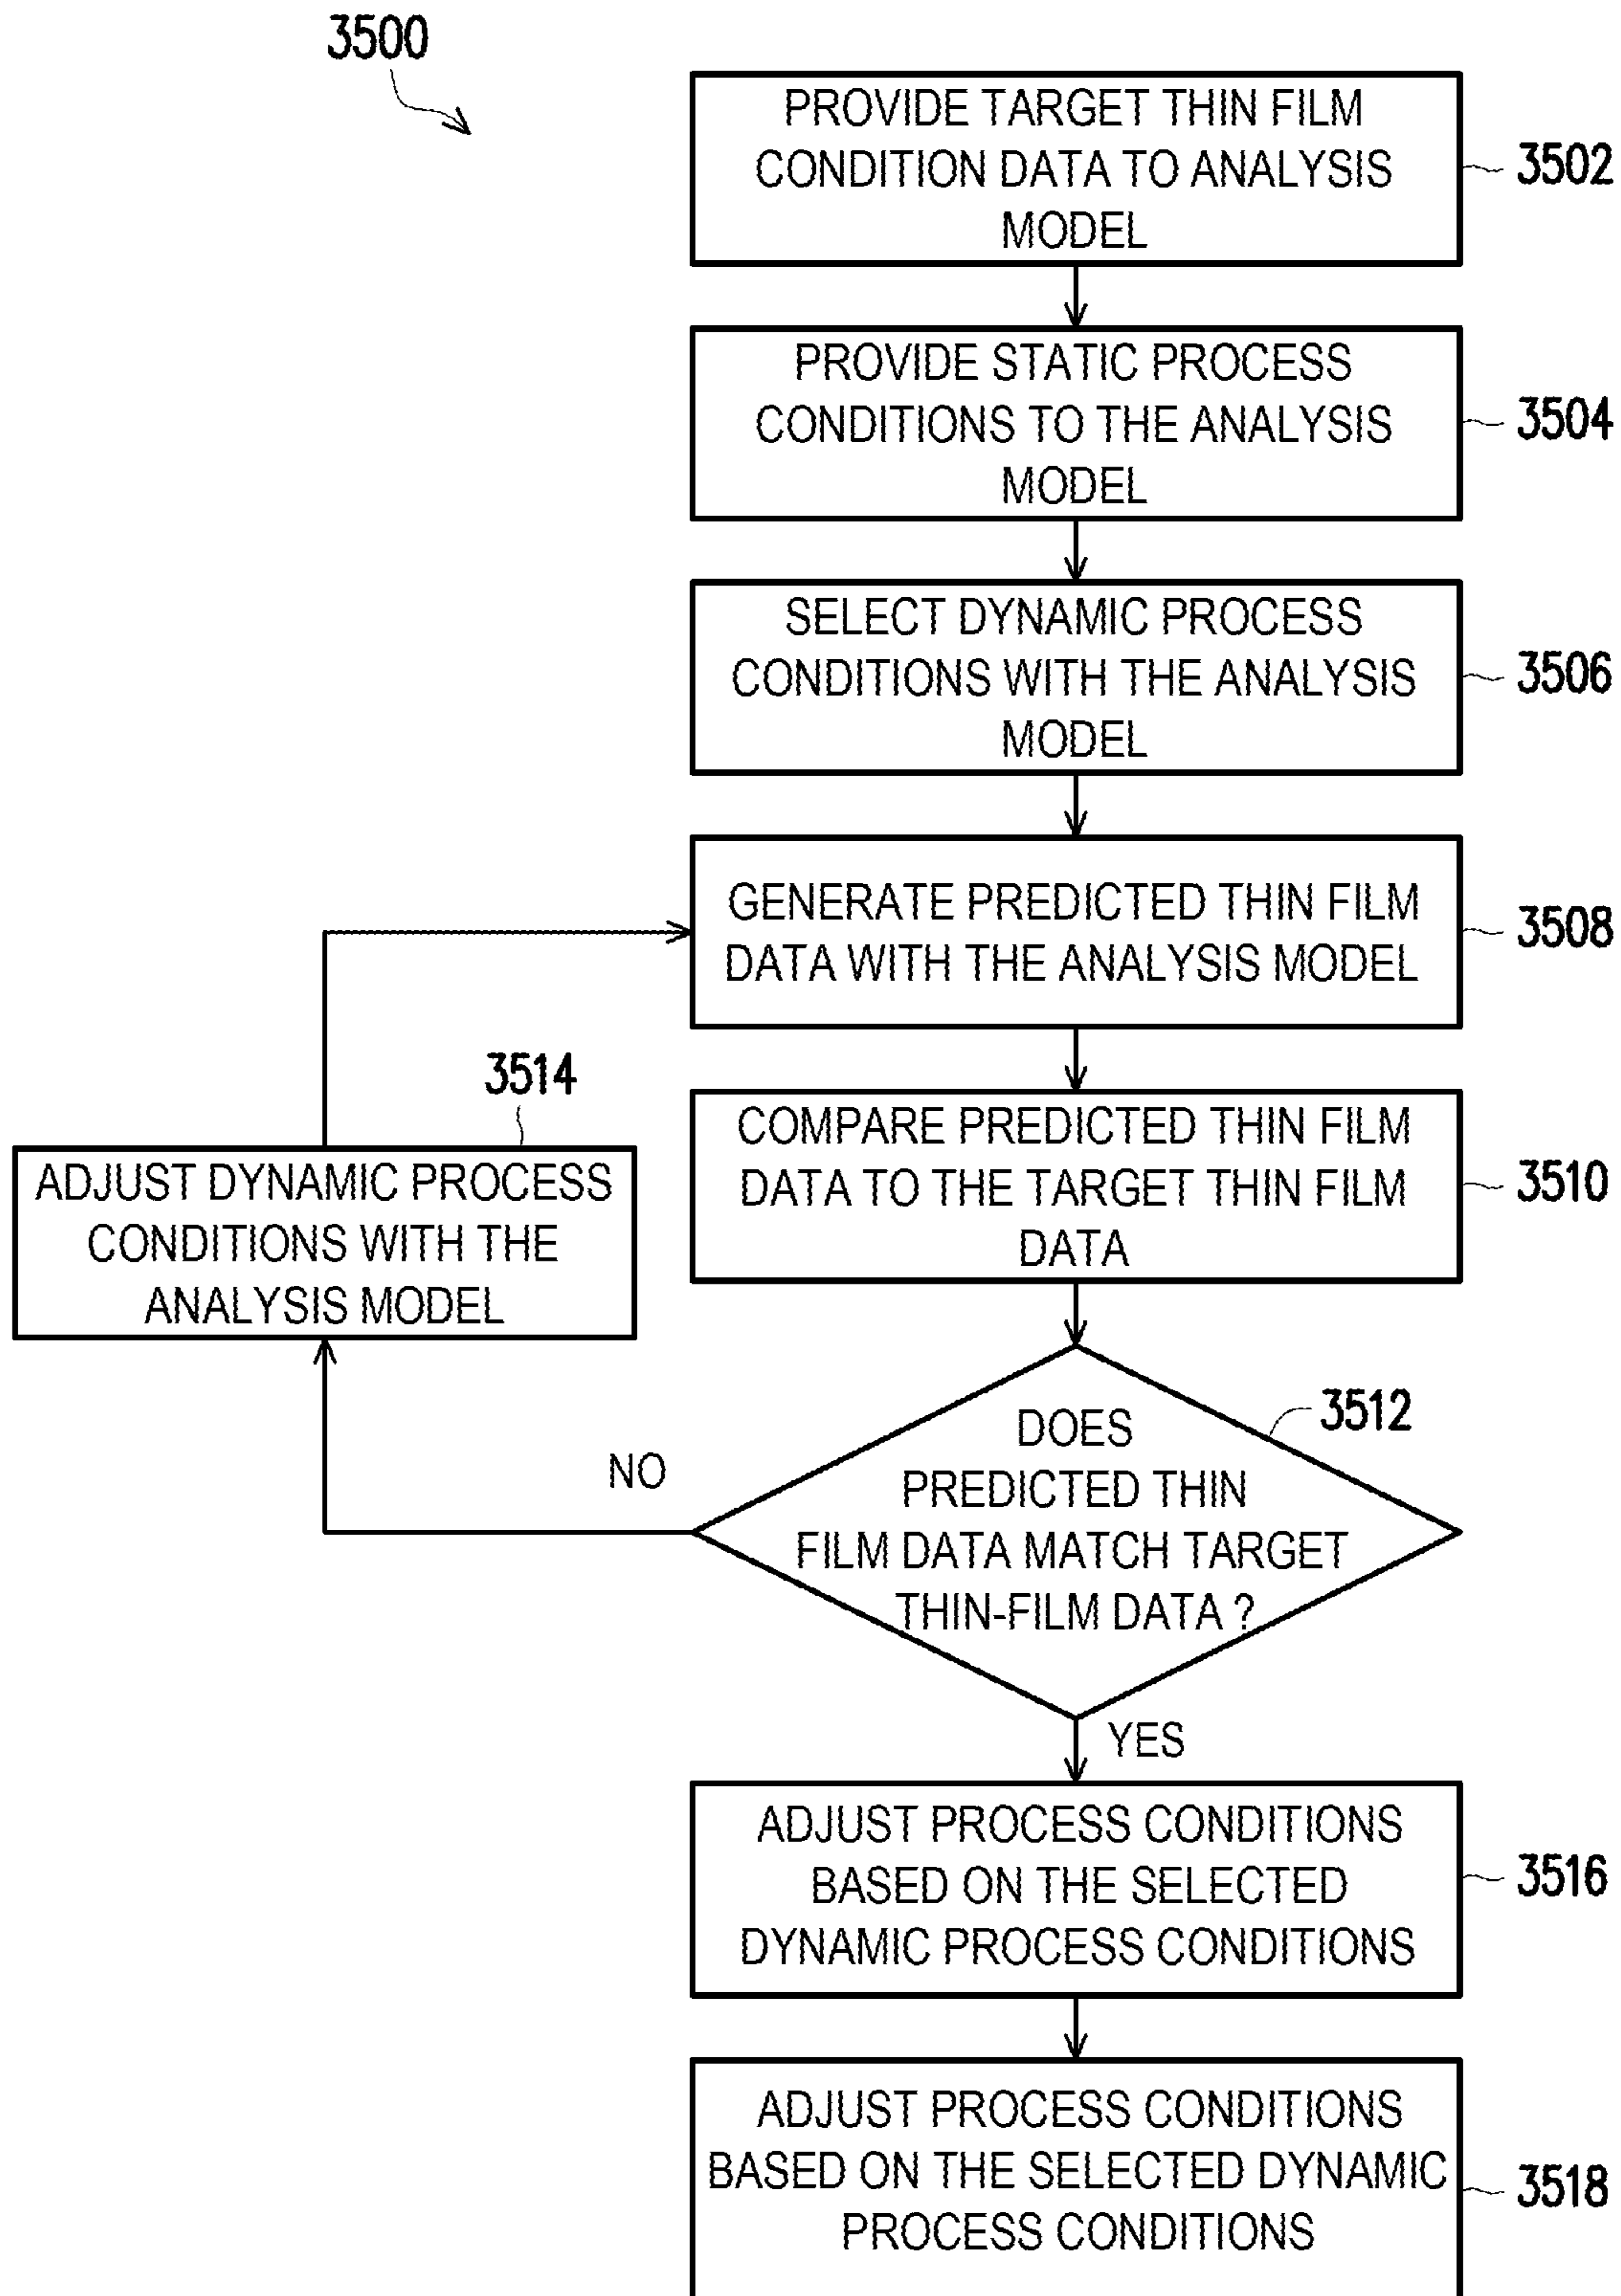 3500
PROVIDE TARGET THIN FILM
CONDITION DATA TO ANALYSIS
MODEL
3502
PROVIDE STATIC PROCESS
CONDITIONS TO THE ANALYSIS
MODEL
3504
SELECT DYNAMIC PROCESS
CONDITIONS WITH THE ANALYSIS
MODEL
3506
GENERATE PREDICTED THIN FILM
DATA WITH THE ANALYSIS MODEL
3508
COMPARE PREDICTED THIN FILM
DATA TO THE TARGET THIN FILM
DATA
3510
3514
ADJUST DYNAMIC PROCESS
CONDITIONS WITH THE
ANALYSIS MODEL
DOES
PREDICTED THIN
FILM DATA MATCH TARGET
THIN-FILM DATA ?
3512
NO
YES
ADJUST PROCESS CONDITIONS
BASED ON THE SELECTED
DYNAMIC PROCESS CONDITIONS
3516
ADJUST PROCESS CONDITIONS
BASED ON THE SELECTED DYNAMIC
PROCESS CONDITIONS
3518